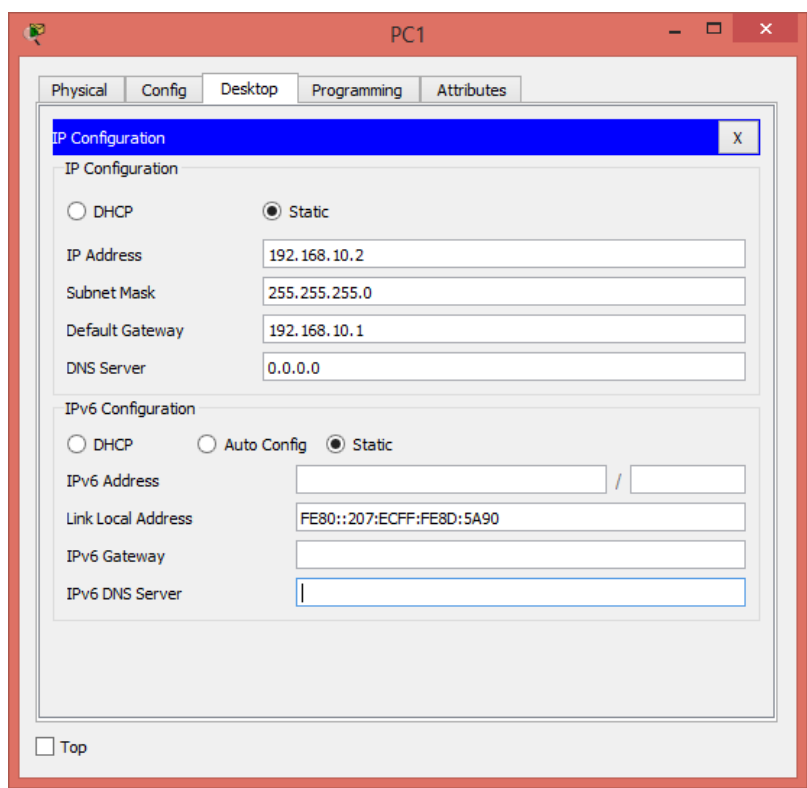 PC1
Physical Config Desktop Programming Attributes
IP Configuration X
IP Configuration
DHCP Static
IP Address 192.168.10.2
Subnet Mask 255.255.255.0
Default Gateway 192.168.10.1
DNS Server 0.0.0.0
IPv6 Configuration
DHCP Auto Config Static
IPv6 Address /
Link Local Address FE80::207:ECFF:FE8D:5A90
IPv6 Gateway
IPv6 DNS Server
Top